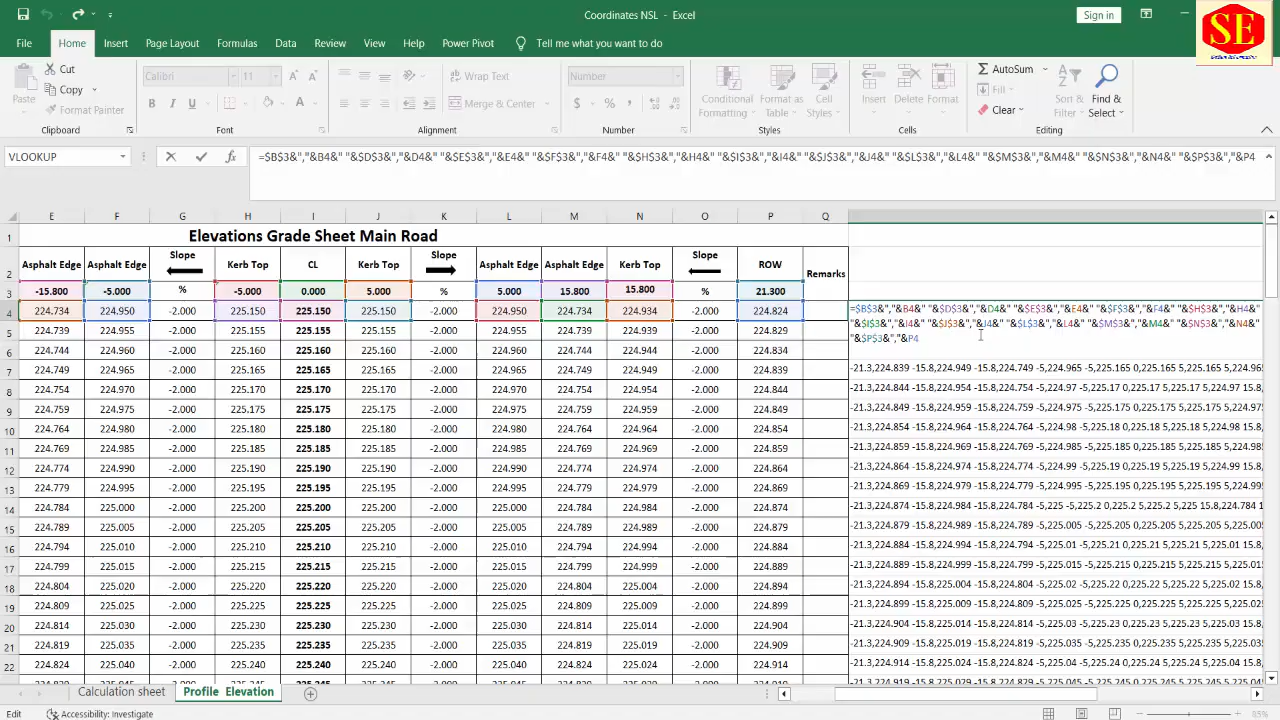 Coordinates NSL - Excel
Sign in
SE
File Home Insert Page Layout Formulas Data Review View Help Power Pivot Tell me what you want to do
Cut
Copy
Format Painter
Paste
Clipboard
Calibri 11
B I U
Font
Wrap Text
Merge & Center
Alignment
Number
$ % ,
Number
Conditional Formatting
Format as Table
Cell Styles
Styles
Insert Delete Format
Cells
AutoSum
Fill
Clear
Sort & Filter
Find & Select
Editing
VLOOKUP
=$B$3&","&B4&" "&$D$3&","&D4&" "&$E$3&","&E4&" "&$F$3&","&F4&" "&$H$3&","&H4&" "&$I$3&","&I4&" "&$J$3&","&J4&" "&$L$3&","&L4&" "&$M$3&","&M4&" "&$N$3&","&N4&" "&$P$3&","&P4
E F G H I J K L M N O P Q
1 Elevations Grade Sheet Main Road
2 Asphalt Edge Asphalt Edge Slope Kerb Top CL Kerb Top Slope Asphalt Edge Asphalt Edge Kerb Top Slope ROW Remarks
3 -15.800 -5.000 % -5.000 0.000 5.000 % 5.000 15.800 15.800 % 21.300
4 224.734 224.950 -2.000 225.150 225.150 225.150 -2.000 224.950 224.734 224.934 -2.000 224.824
=$B$3&","&B4&" "&$D$3&","&D4&" "&$E$3&","&E4&" "&$F$3&","&F4&" "&$H$3&","&H4&"
"&$I$3&","&I4&" "&$J$3&","&J4&" "&$L$3&","&L4&" "&$M$3&","&M4&" "&$N$3&","&N4&"
"&$P$3&","&P4
5 224.739 224.955 -2.000 225.155 225.155 225.155 -2.000 224.955 224.739 224.939 -2.000 224.829
6 224.744 224.960 -2.000 225.160 225.160 225.160 -2.000 224.960 224.744 224.944 -2.000 224.834
7 224.749 224.965 -2.000 225.165 225.165 225.165 -2.000 224.965 224.749 224.949 -2.000 224.839 -21.3,224.839 -15.8,224.949 -15.8,224.749 -5,224.965 -5,225.165 0,225.165 5,225.165 5,224.965
8 224.754 224.970 -2.000 225.170 225.170 225.170 -2.000 224.970 224.754 224.954 -2.000 224.844 -21.3,224.844 -15.8,224.954 -15.8,224.754 -5,224.97 -5,225.17 0,225.17 5,225.17 5,224.97 15.8,
9 224.759 224.975 -2.000 225.175 225.175 225.175 -2.000 224.975 224.759 224.959 -2.000 224.849 -21.3,224.849 -15.8,224.959 -15.8,224.759 -5,224.975 -5,225.175 0,225.175 5,225.175 5,224.975
10 224.764 224.980 -2.000 225.180 225.180 225.180 -2.000 224.980 224.764 224.964 -2.000 224.854 -21.3,224.854 -15.8,224.964 -15.8,224.764 -5,224.98 -5,225.18 0,225.18 5,225.18 5,224.98 15.8,
11 224.769 224.985 -2.000 225.185 225.185 225.185 -2.000 224.985 224.769 224.969 -2.000 224.859 -21.3,224.859 -15.8,224.969 -15.8,224.769 -5,224.985 -5,225.185 0,225.185 5,225.185 5,224.985
12 224.774 224.990 -2.000 225.190 225.190 225.190 -2.000 224.990 224.774 224.974 -2.000 224.864 -21.3,224.864 -15.8,224.974 -15.8,224.774 -5,224.99 -5,225.19 0,225.19 5,225.19 5,224.99 15.8,
13 224.779 224.995 -2.000 225.195 225.195 225.195 -2.000 224.995 224.779 224.979 -2.000 224.869 -21.3,224.869 -15.8,224.979 -15.8,224.779 -5,224.995 -5,225.195 0,225.195 5,225.195 5,224.995
14 224.784 225.000 -2.000 225.200 225.200 225.200 -2.000 225.000 224.784 224.984 -2.000 224.874 -21.3,224.874 -15.8,224.984 -15.8,224.784 -5,225 -5,225.2 0,225.2 5,225.2 5,225 15.8,224.784 1
15 224.789 225.005 -2.000 225.205 225.205 225.205 -2.000 225.005 224.789 224.989 -2.000 224.879 -21.3,224.879 -15.8,224.989 -15.8,224.789 -5,225.005 -5,225.205 0,225.205 5,225.205 5,225.005
16 224.794 225.010 -2.000 225.210 225.210 225.210 -2.000 225.010 224.794 224.994 -2.000 224.884 -21.3,224.884 -15.8,224.994 -15.8,224.794 -5,225.01 -5,225.21 0,225.21 5,225.21 5,225.01 15.8,
17 224.799 225.015 -2.000 225.215 225.215 225.215 -2.000 225.015 224.799 224.999 -2.000 224.889 -21.3,224.889 -15.8,224.999 -15.8,224.799 -5,225.015 -5,225.215 0,225.215 5,225.215 5,225.015
18 224.804 225.020 -2.000 225.220 225.220 225.220 -2.000 225.020 224.804 225.004 -2.000 224.894 -21.3,224.894 -15.8,225.004 -15.8,224.804 -5,225.02 -5,225.22 0,225.22 5,225.22 5,225.02 15.8,
19 224.809 225.025 -2.000 225.225 225.225 225.225 -2.000 225.025 224.809 225.009 -2.000 224.899 -21.3,224.899 -15.8,225.009 -15.8,224.809 -5,225.025 -5,225.225 0,225.225 5,225.225 5,225.025
20 224.814 225.030 -2.000 225.230 225.230 225.230 -2.000 225.030 224.814 225.014 -2.000 224.904 -21.3,224.904 -15.8,225.014 -15.8,224.814 -5,225.03 -5,225.23 0,225.23 5,225.23 5,225.03 15.8,
21 224.819 225.035 -2.000 225.235 225.235 225.235 -2.000 225.035 224.819 225.019 -2.000 224.909 -21.3,224.909 -15.8,225.019 -15.8,224.819 -5,225.035 -5,225.235 0,225.235 5,225.235 5,225.035
22 224.824 225.040 -2.000 225.240 225.240 225.240 -2.000 225.040 224.824 225.024 -2.000 224.914 -21.3,224.914 -15.8,225.024 -15.8,224.824 -5,225.04 -5,225.24 0,225.24 5,225.24 5,225.04 15.8,
Calculation sheet Profile_Elevation
Edit Accessibility: Investigate 85%